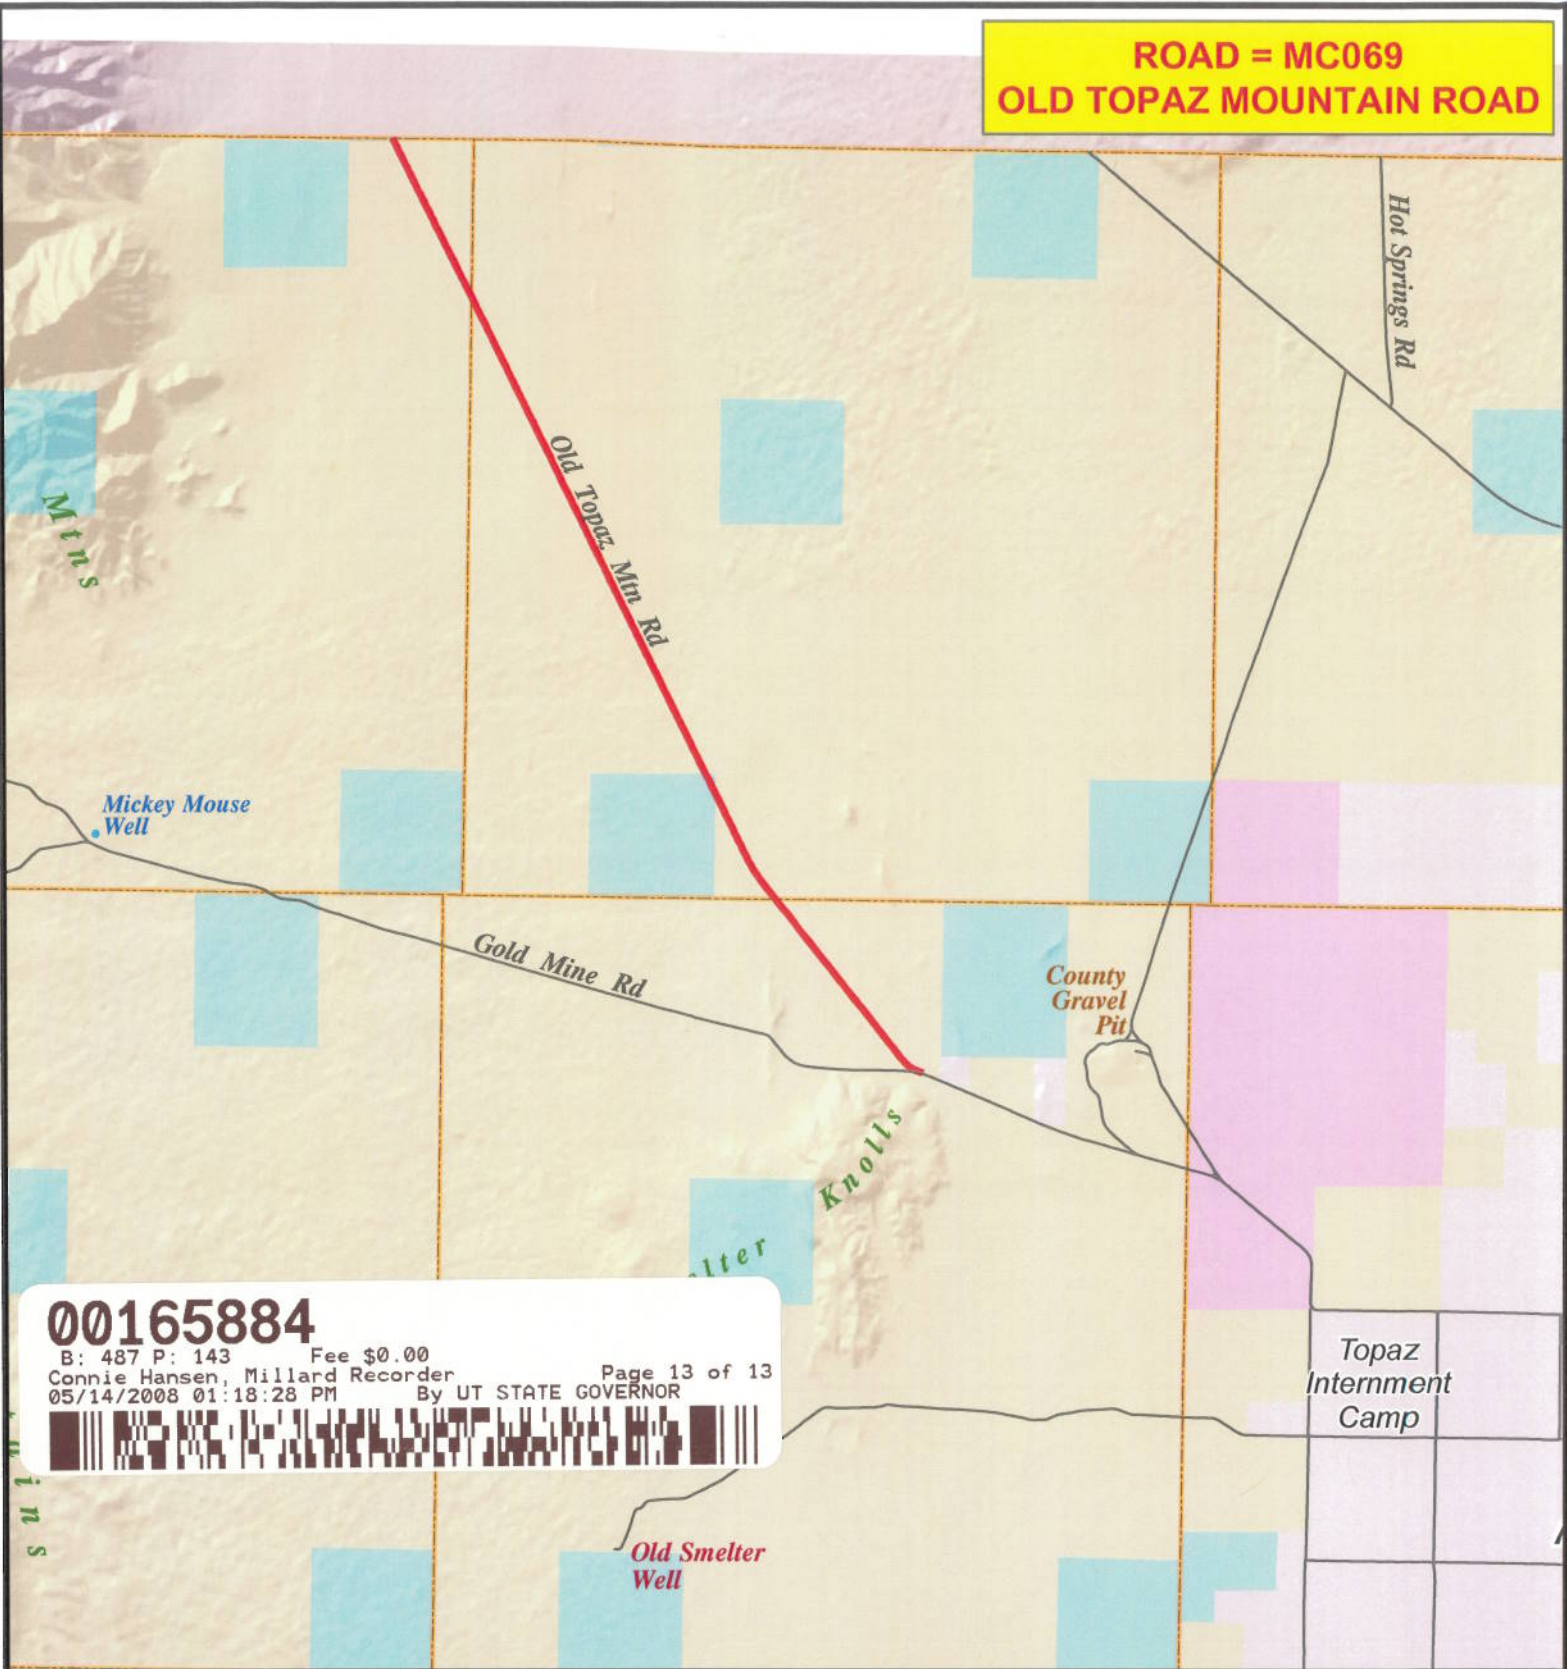 ROAD = MC069
OLD TOPAZ MOUNTAIN ROAD
Hot Springs Rd
Old Topaz Mtn Rd
Mtns
Mickey Mouse
Well
Gold Mine Rd
County
Gravel
Pit
Knolls
elter
00165884
B: 487 P: 143 Fee $0.00
Connie Hansen, Millard Recorder Page 13 of 13
05/14/2008 01:18:28 PM By UT STATE GOVERNOR
Topaz
Internment
Camp
Old Smelter
Well